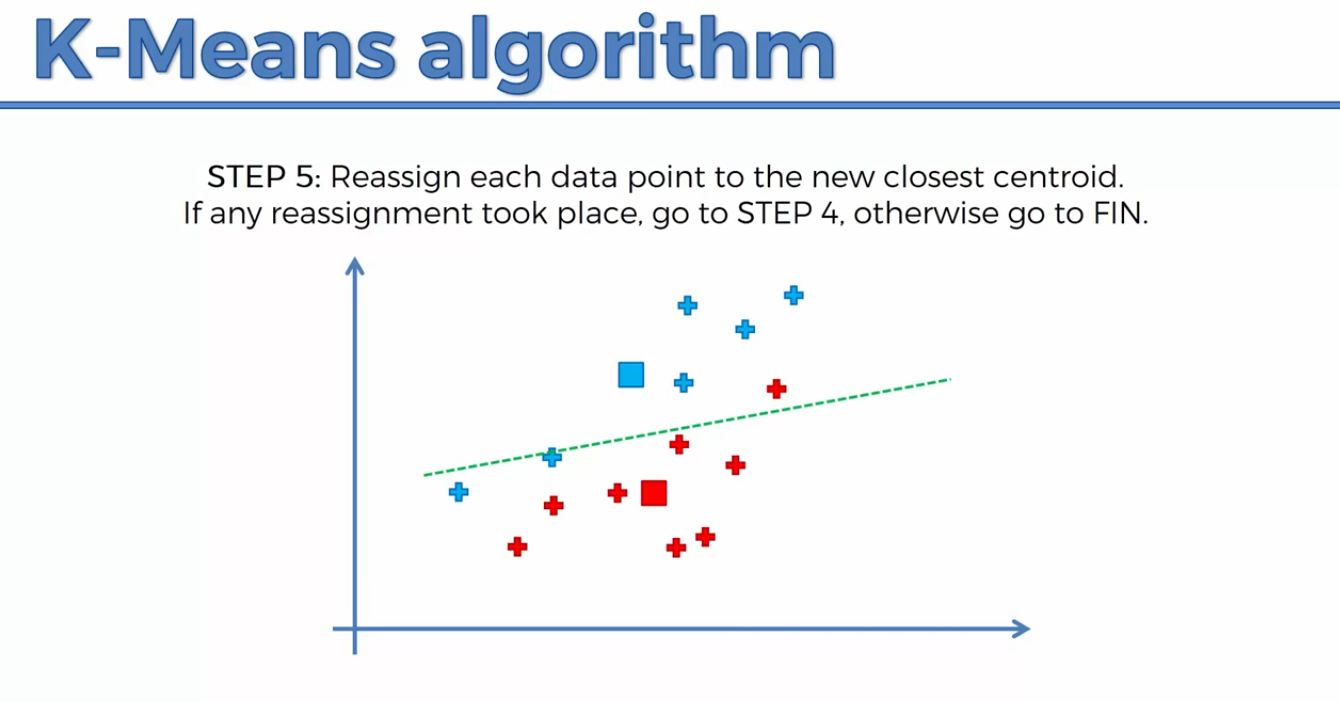 K-Means algorithm
STEP 5: Reassign each data point to the new closest centroid.
If any reassignment took place, go to STEP 4, otherwise go to FIN.